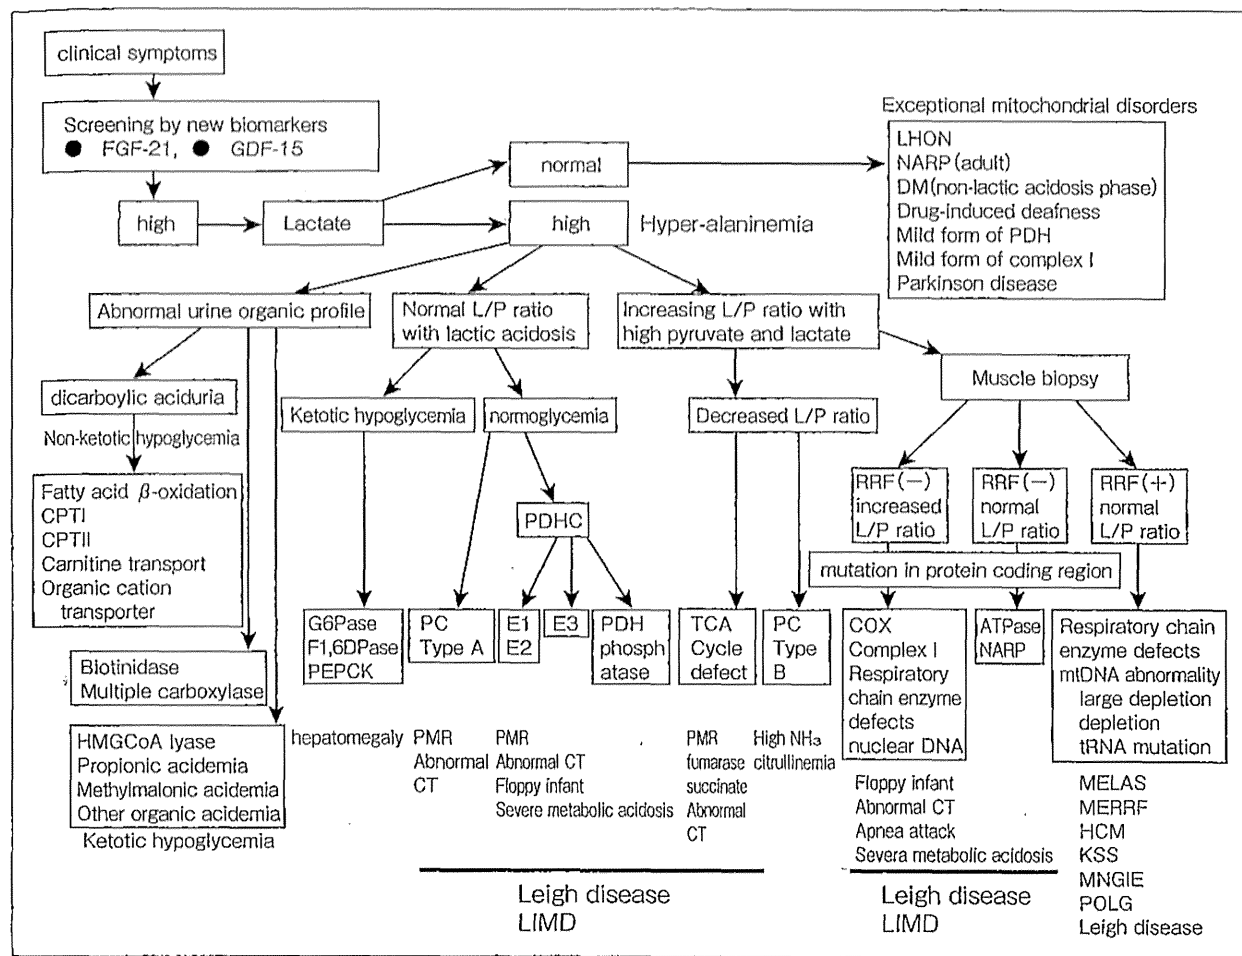 clinical symptoms
Screening by new biomarkers
● FGF-21, ● GDF-15
high
Lactate
normal
high
Hyper-alaninemia
Exceptional mitochondrial disorders
LHON
NARP (adult)
DM (non-lactic acidosis phase)
Drug-induced deafness
Mild form of PDH
Mild form of complex I
Parkinson disease
Abnormal urine organic profile
Normal L/P ratio
with lactic acidosis
Increasing L/P ratio with
high pyruvate and lactate
Muscle biopsy
dicarboylic aciduria
Non-ketotic hypoglycemia
Ketotic hypoglycemia
normoglycemia
Decreased L/P ratio
Fatty acid β-oxidation
CPTI
CPTII
Carnitine transport
Organic cation
transporter
PDHC
RRF(−)
increased
L/P ratio
RRF(−)
normal
L/P ratio
RRF(+)
normal
L/P ratio
mutation in protein coding region
G6Pase
F1,6DPase
PEPCK
PC
Type A
E1
E2
E3
PDH
phosph
atase
TCA
Cycle
defect
PC
Type
B
COX
Complex I
Respiratory
chain enzyme
defects
nuclear DNA
ATPase
NARP
Respiratory chain
enzyme defects
mtDNA abnormality
large depletion
depletion
tRNA mutation
Biotinidase
Multiple carboxylase
HMGCoA lyase
Propionic acidemia
Methylmalonic acidemia
Other organic acidemia
Ketotic hypoglycemia
hepatomegaly
PMR
Abnormal
CT
PMR
Abnormal CT
Floppy infant
Severe metabolic acidosis
PMR
fumarase
succinate
Abnormal
CT
High NH₃
citrullinemia
Floppy infant
Abnormal CT
Apnea attack
Severa metabolic acidosis
MELAS
MERRF
HCM
KSS
MNGIE
POLG
Leigh disease
Leigh disease
LIMD
Leigh disease
LIMD